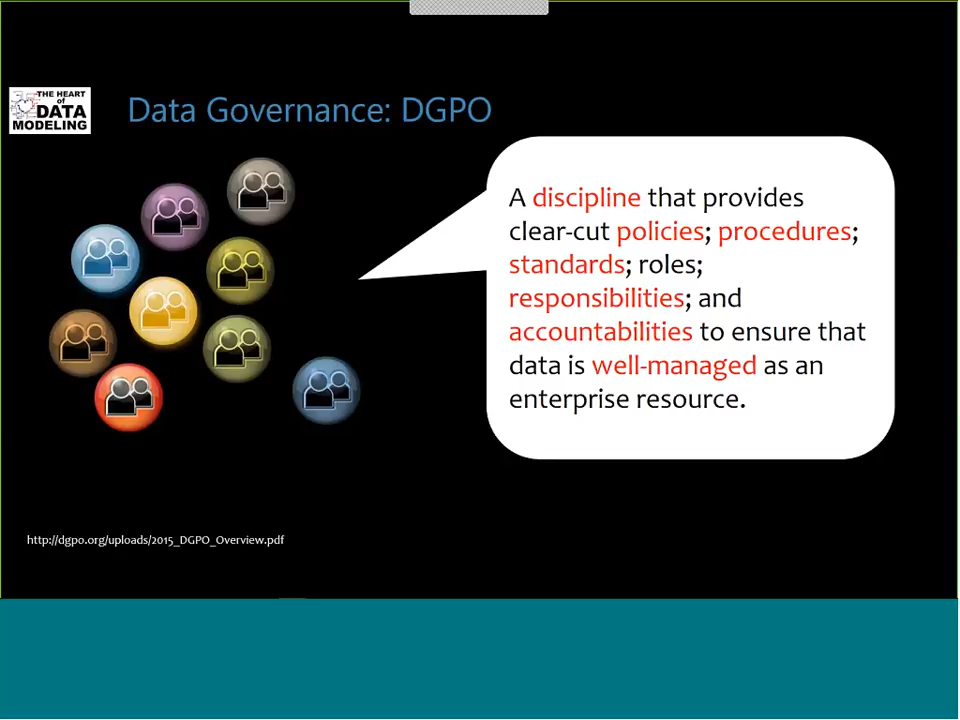 THE HEART
of
DATA
MODELING
Data Governance: DGPO
A discipline that provides
clear-cut policies; procedures;
standards; roles;
responsibilities; and
accountabilities to ensure that
data is well-managed as an
enterprise resource.
http://dgpo.org/uploads/2015_DGPO_Overview.pdf